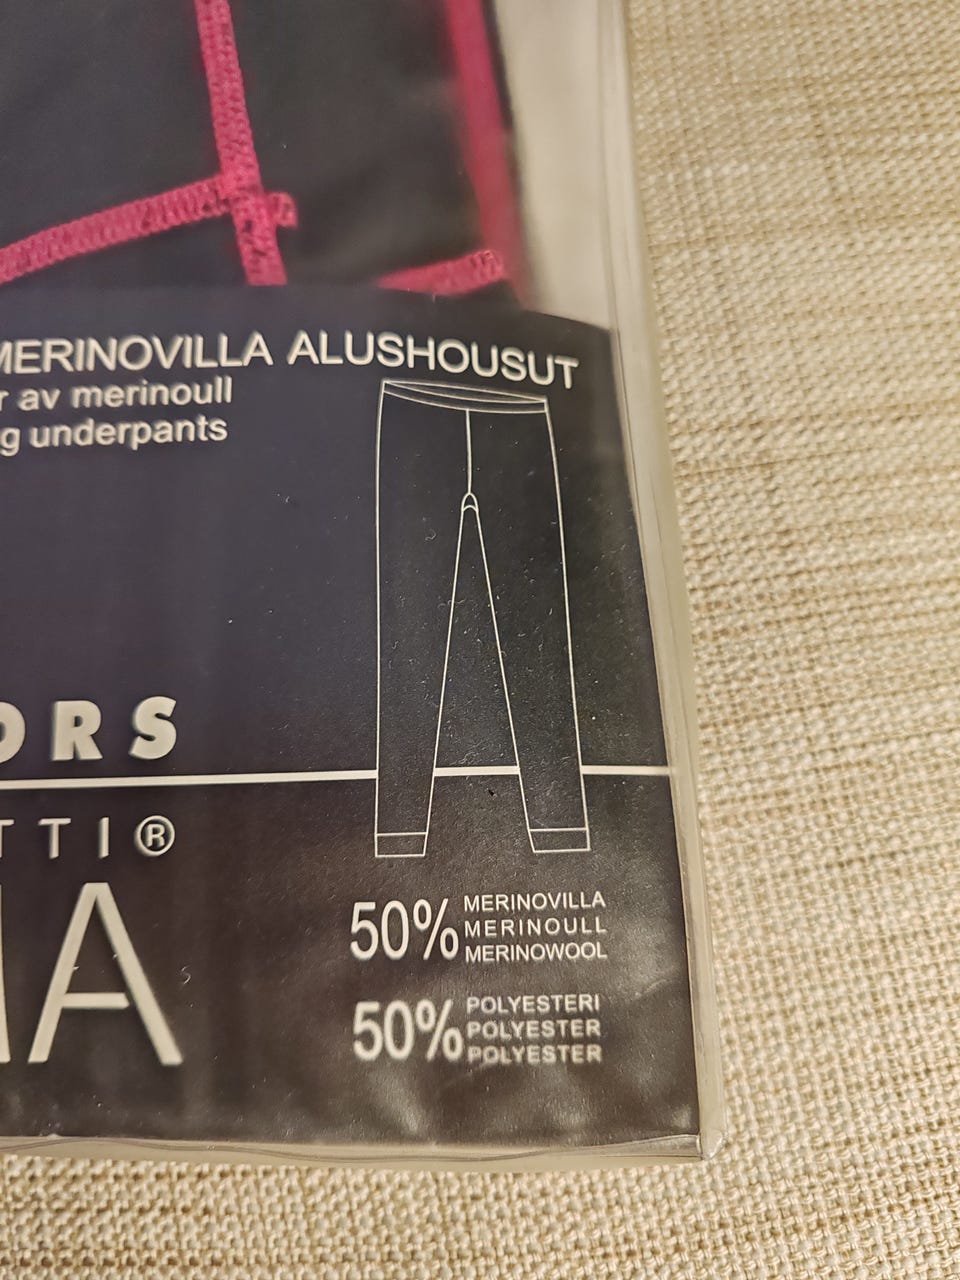 MERINOVILLA ALUSHOUSUT
r av merinoull
g underpants
ORS
TTI®
IA
50% MERINOVILLA
MERINOULL
MERINOWOOL
50% POLYESTERI
POLYESTER
POLYESTER